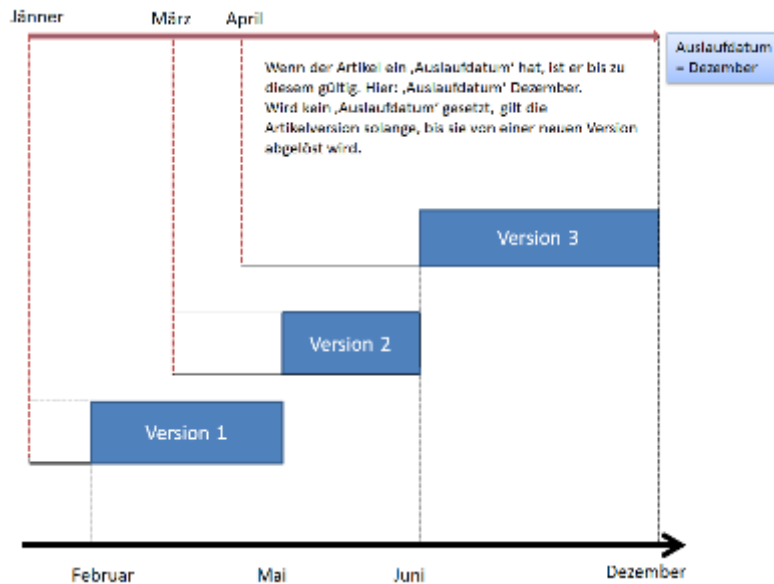 Jänner
März
April
Auslaufdatum
– Dezember
Wenn der Artikel ein ‚Auslaufdatum' hat, ist er bis zu
diesem gültig. Hier: ‚Auslaufdatum' Dezember.
Wird kein ‚Auslaufdatum' gesetzt, gilt die
Artikelversion solange, bis sie von einer neuen Version
abgelöst wird.
Version 3
Version 2
Version 1
Februar
Mai
Juni
Dezember